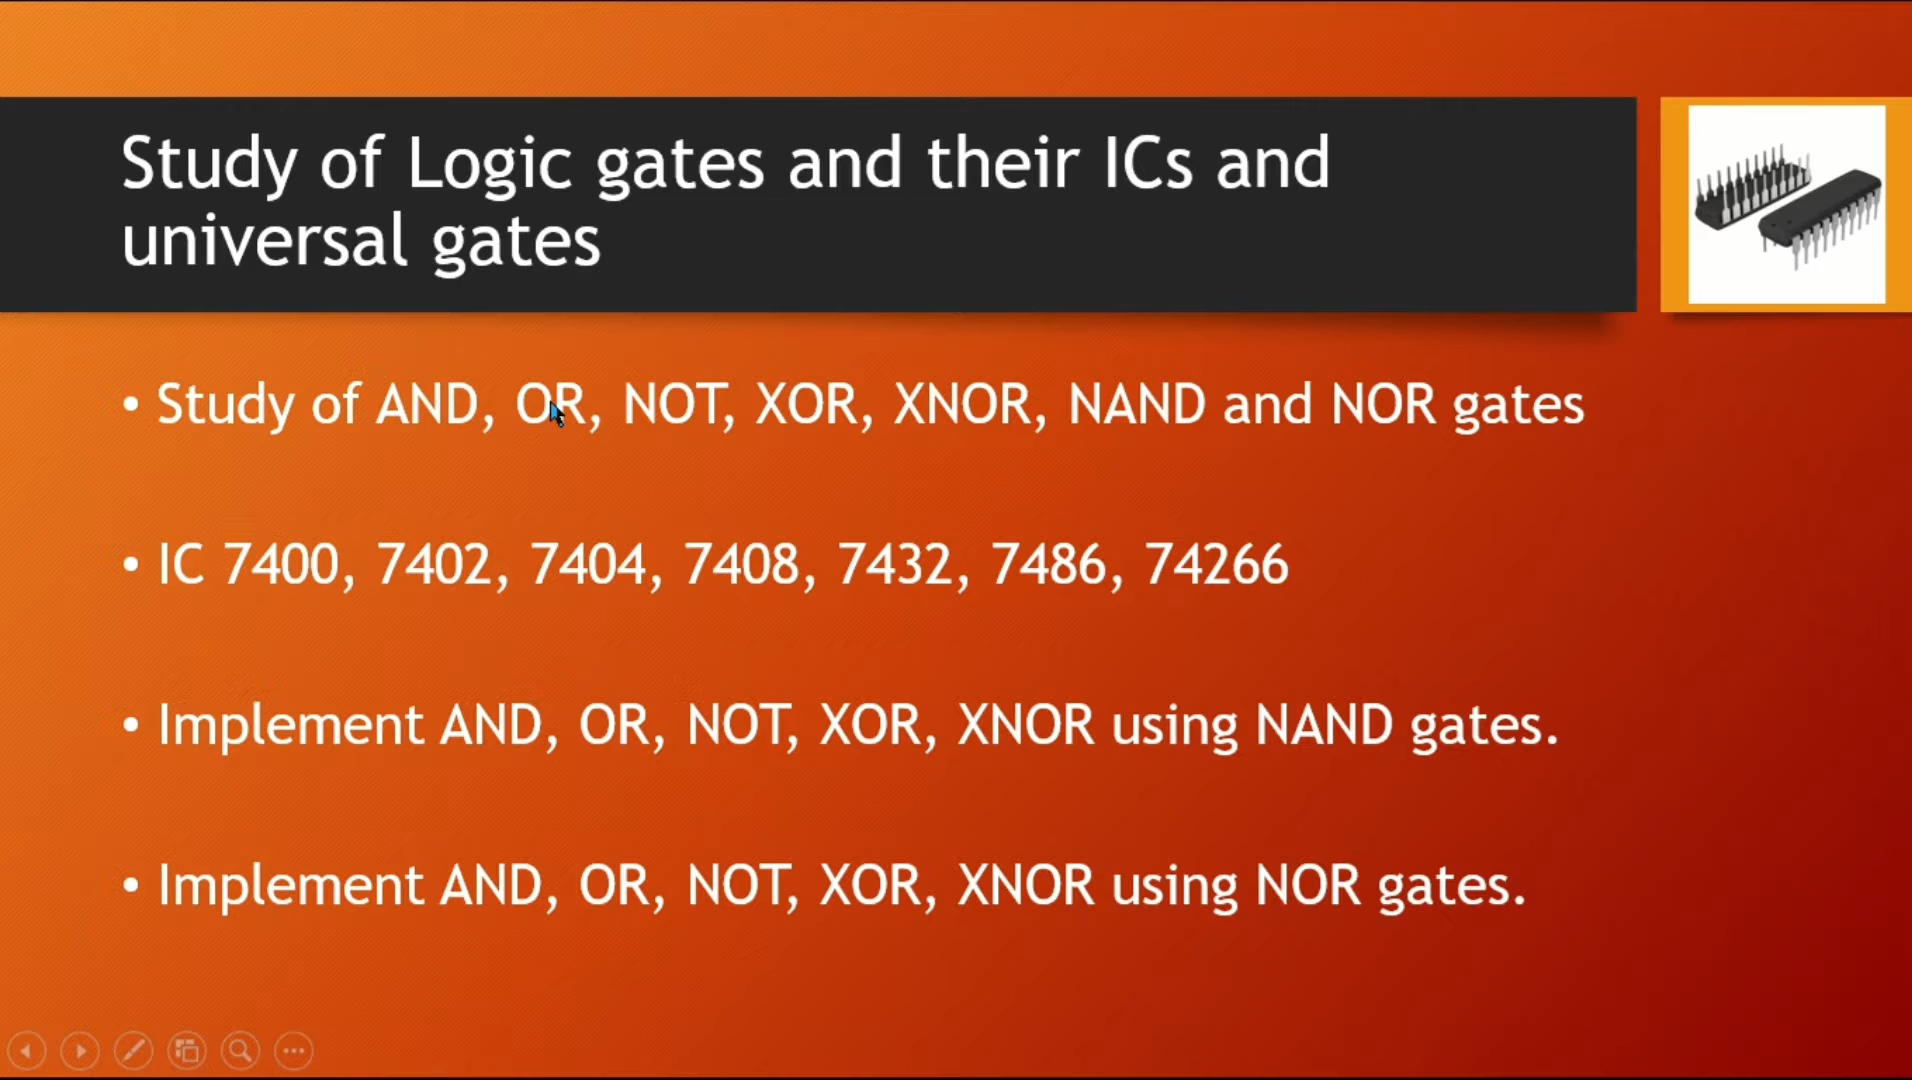 Study of Logic gates and their ICs and
universal gates
• Study of AND, OR, NOT, XOR, XNOR, NAND and NOR gates
• IC 7400, 7402, 7404, 7408, 7432, 7486, 74266
• Implement AND, OR, NOT, XOR, XNOR using NAND gates.
• Implement AND, OR, NOT, XOR, XNOR using NOR gates.